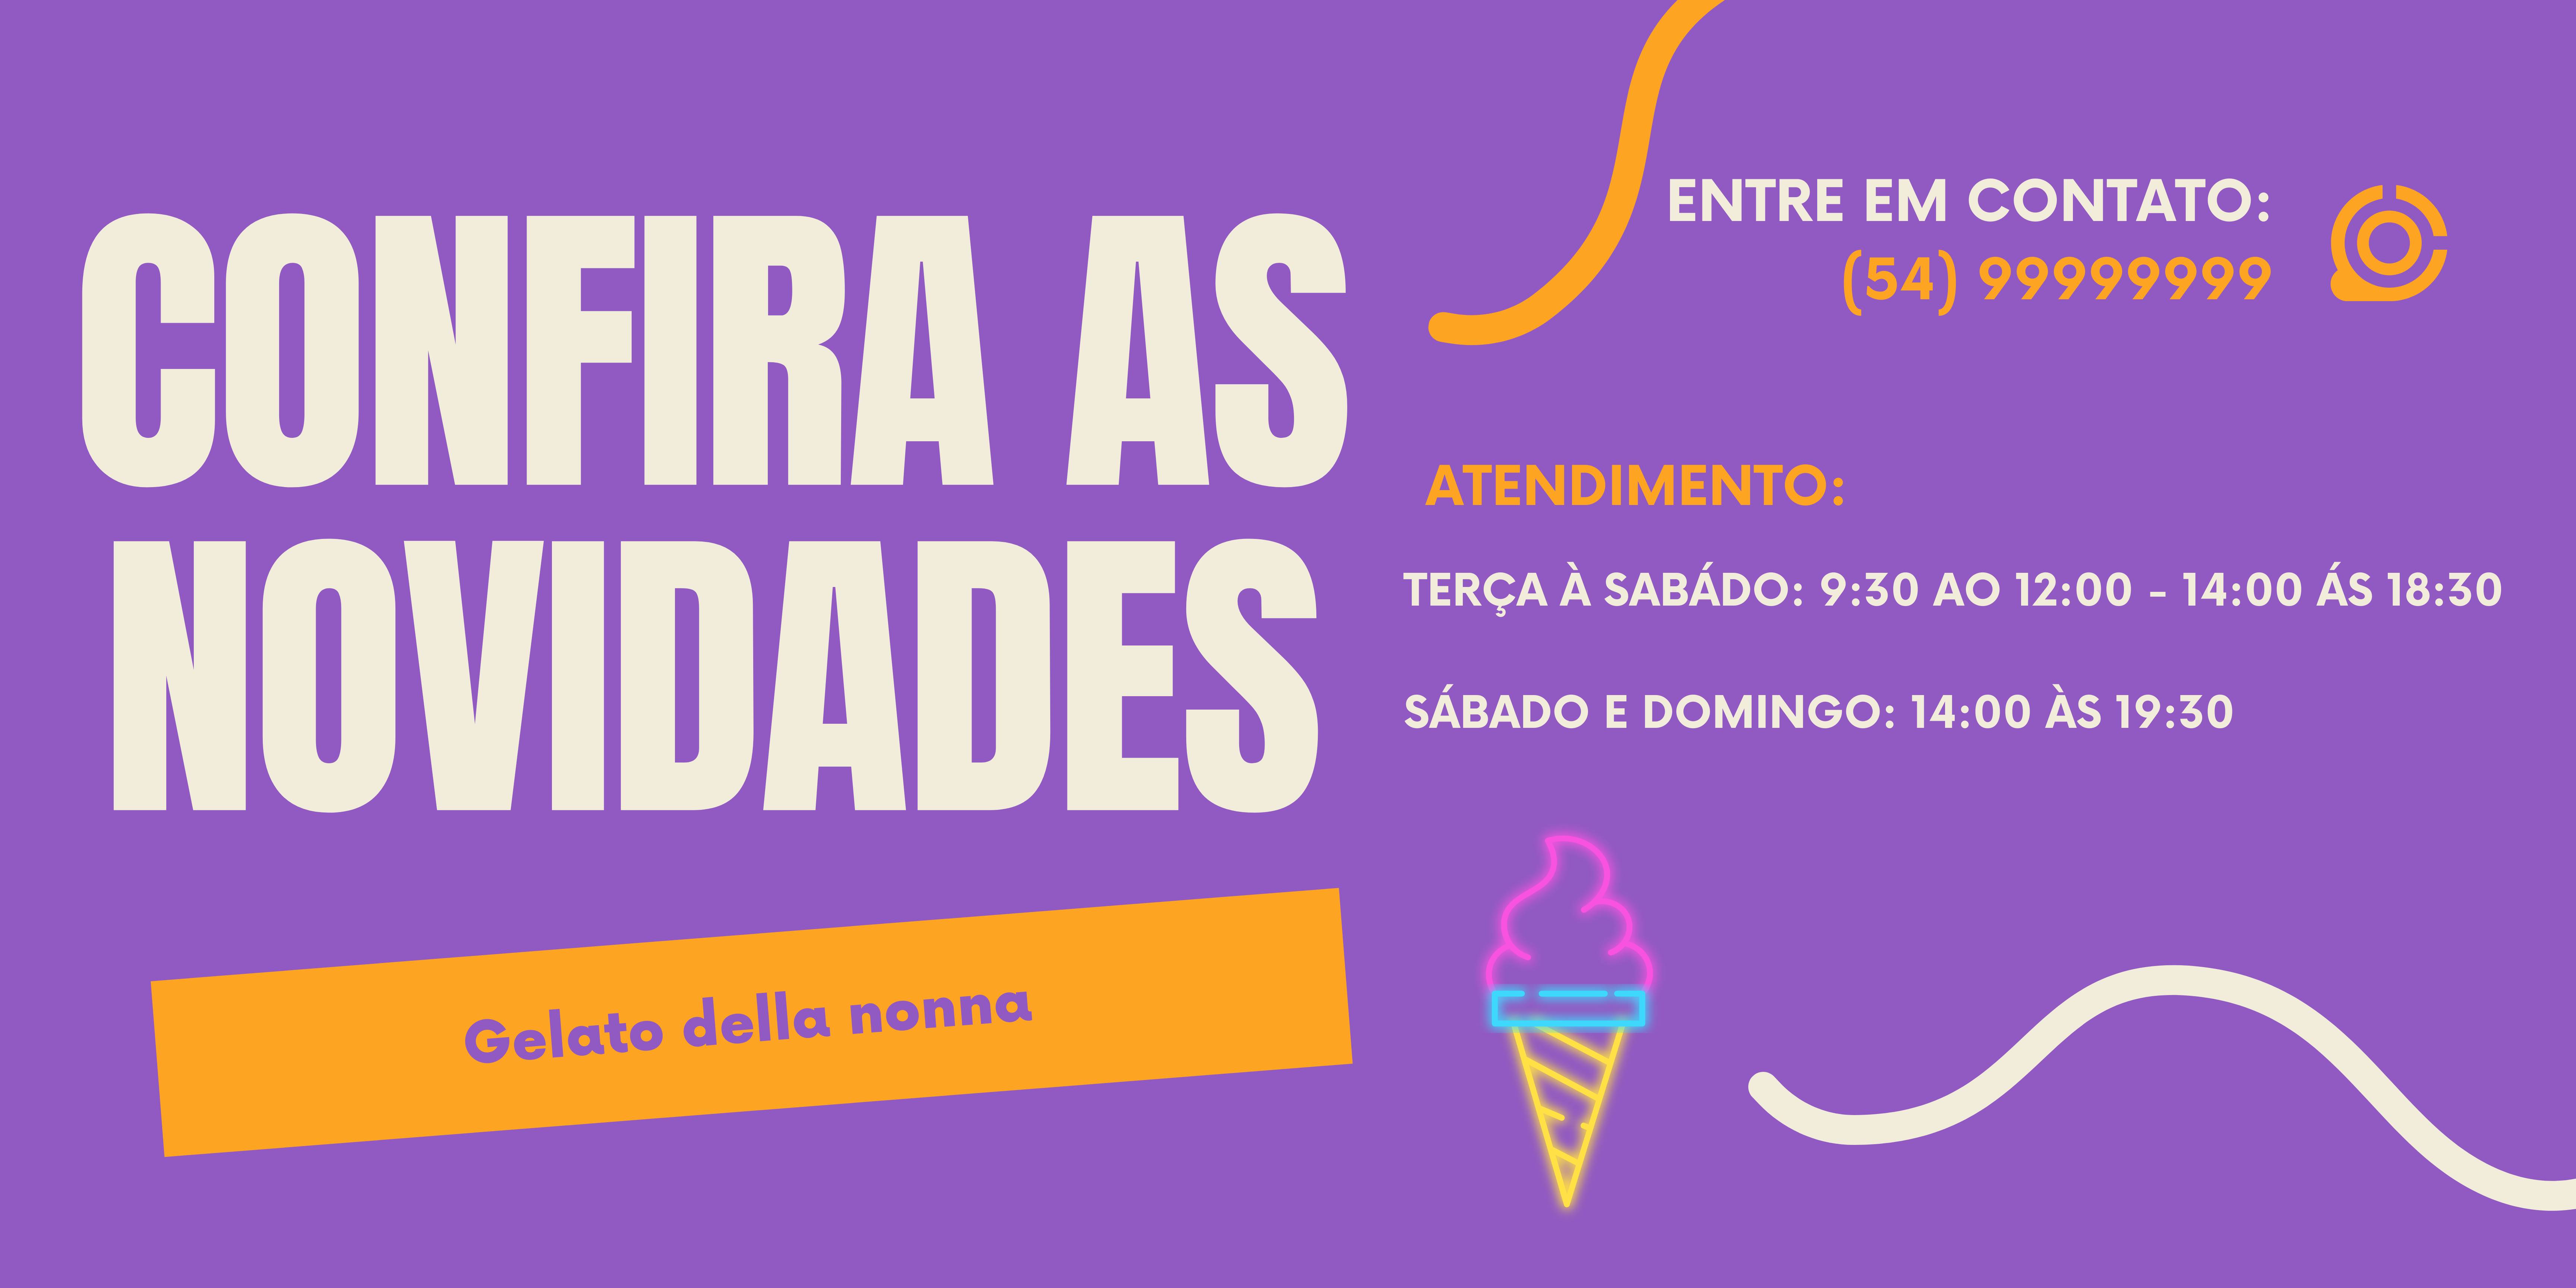 CONFIRA AS
NOVIDADES
Gelato della nonna
ENTRE EM CONTATO:
(54) 99999999
ATENDIMENTO:
TERÇA À SABÁDO: 9:30 AO 12:00 - 14:00 ÁS 18:30
SÁBADO E DOMINGO: 14:00 ÀS 19:30